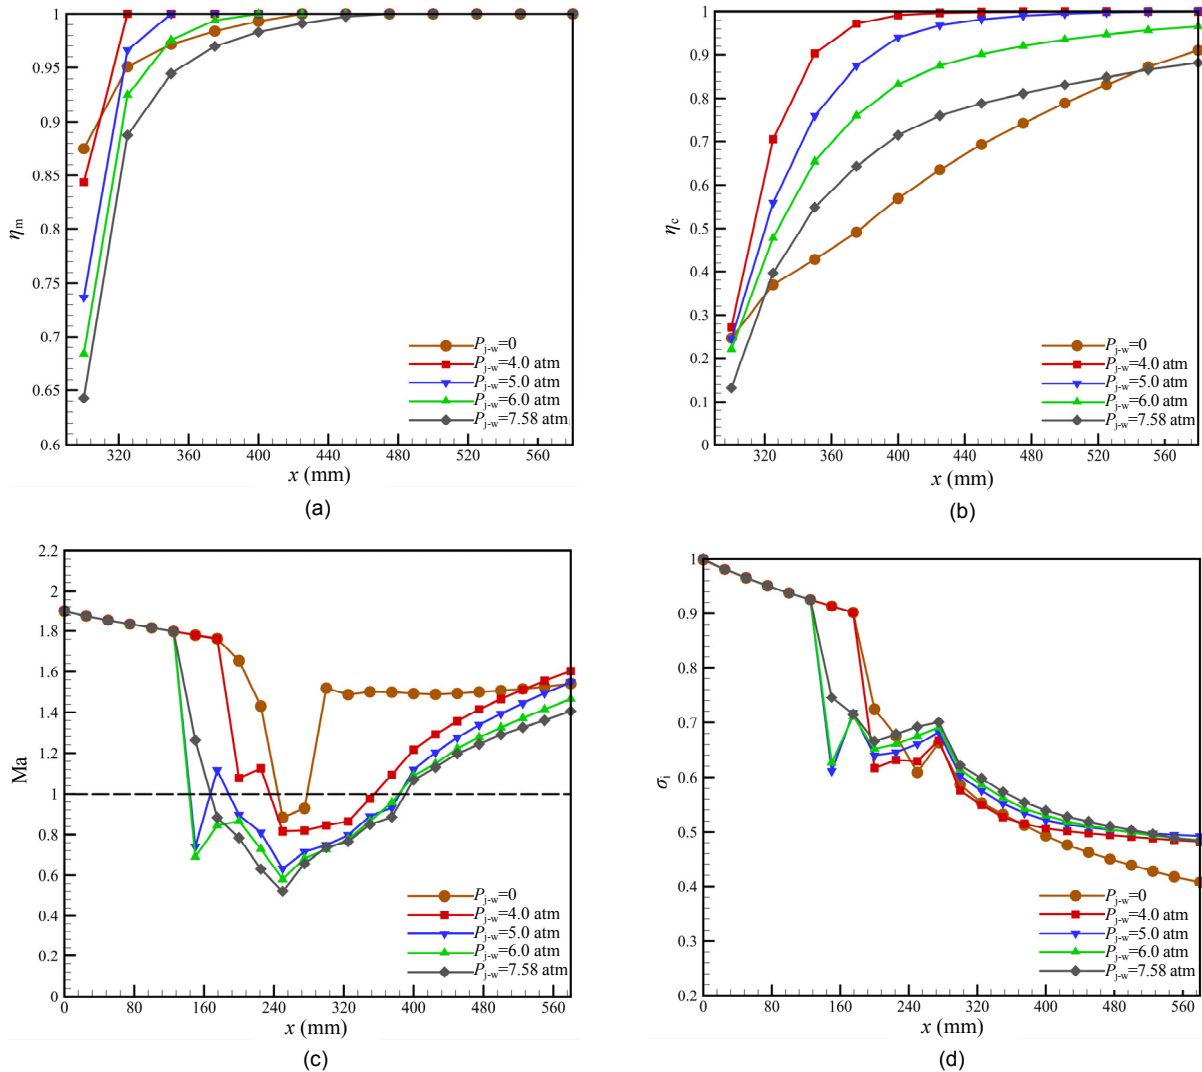 1
0.95
0.9
0.85
0.8
0.75
0.7
0.65
0.6
ηm
320 360 400 440 480 520 560
x (mm)
Pj-w=0
Pj-w=4.0 atm
Pj-w=5.0 atm
Pj-w=6.0 atm
Pj-w=7.58 atm
(a)
1
0.9
0.8
0.7
0.6
0.5
0.4
0.3
0.2
0.1
0
ηc
320 360 400 440 480 520 560
x (mm)
Pj-w=0
Pj-w=4.0 atm
Pj-w=5.0 atm
Pj-w=6.0 atm
Pj-w=7.58 atm
(b)
2.2
2
1.8
1.6
1.4
1.2
1
0.8
0.6
0.4
0.2
0
Ma
0 80 160 240 320 400 480 560
x (mm)
Pj-w=0
Pj-w=4.0 atm
Pj-w=5.0 atm
Pj-w=6.0 atm
Pj-w=7.58 atm
(c)
1
0.9
0.8
0.7
0.6
0.5
0.4
0.3
0.2
σi
0 80 160 240 320 400 480 560
x (mm)
Pj-w=0
Pj-w=4.0 atm
Pj-w=5.0 atm
Pj-w=6.0 atm
Pj-w=7.58 atm
(d)